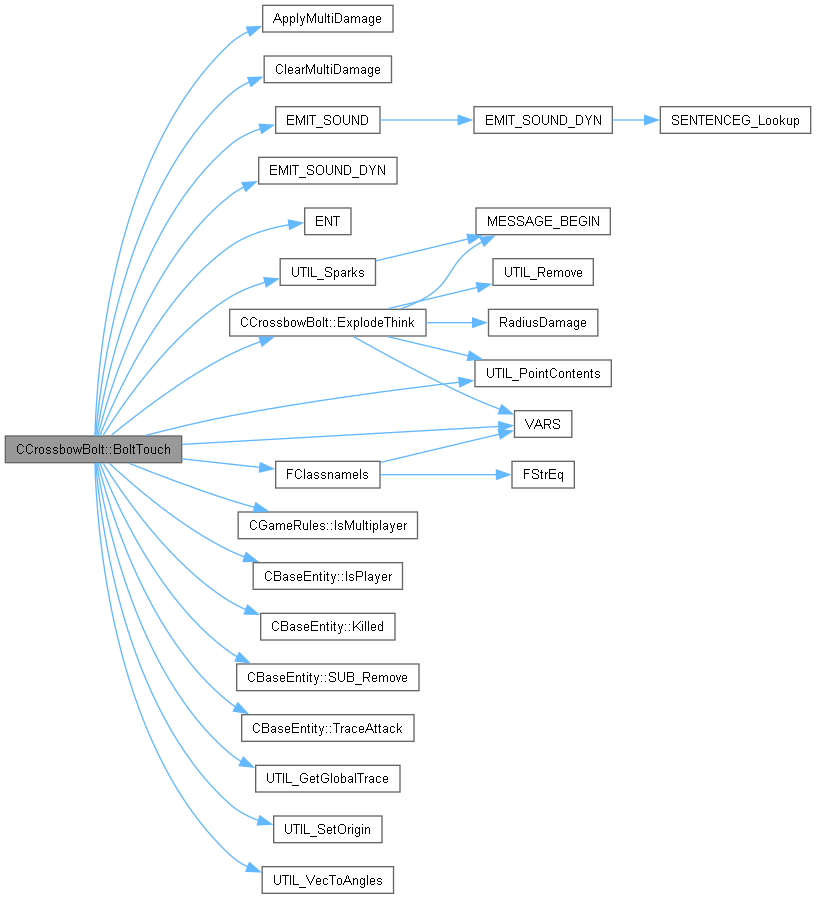 ApplyMultiDamage
ClearMultiDamage
EMIT_SOUND
EMIT_SOUND_DYN
SENTENCEG_Lookup
EMIT_SOUND_DYN
ENT
MESSAGE_BEGIN
UTIL_Sparks
UTIL_Remove
CCrossbowBolt::ExplodeThink
RadiusDamage
UTIL_PointContents
VARS
CCrossbowBolt::BoltTouch
FClassnameIs
FStrEq
CGameRules::IsMultiplayer
CBaseEntity::IsPlayer
CBaseEntity::Killed
CBaseEntity::SUB_Remove
CBaseEntity::TraceAttack
UTIL_GetGlobalTrace
UTIL_SetOrigin
UTIL_VecToAngles